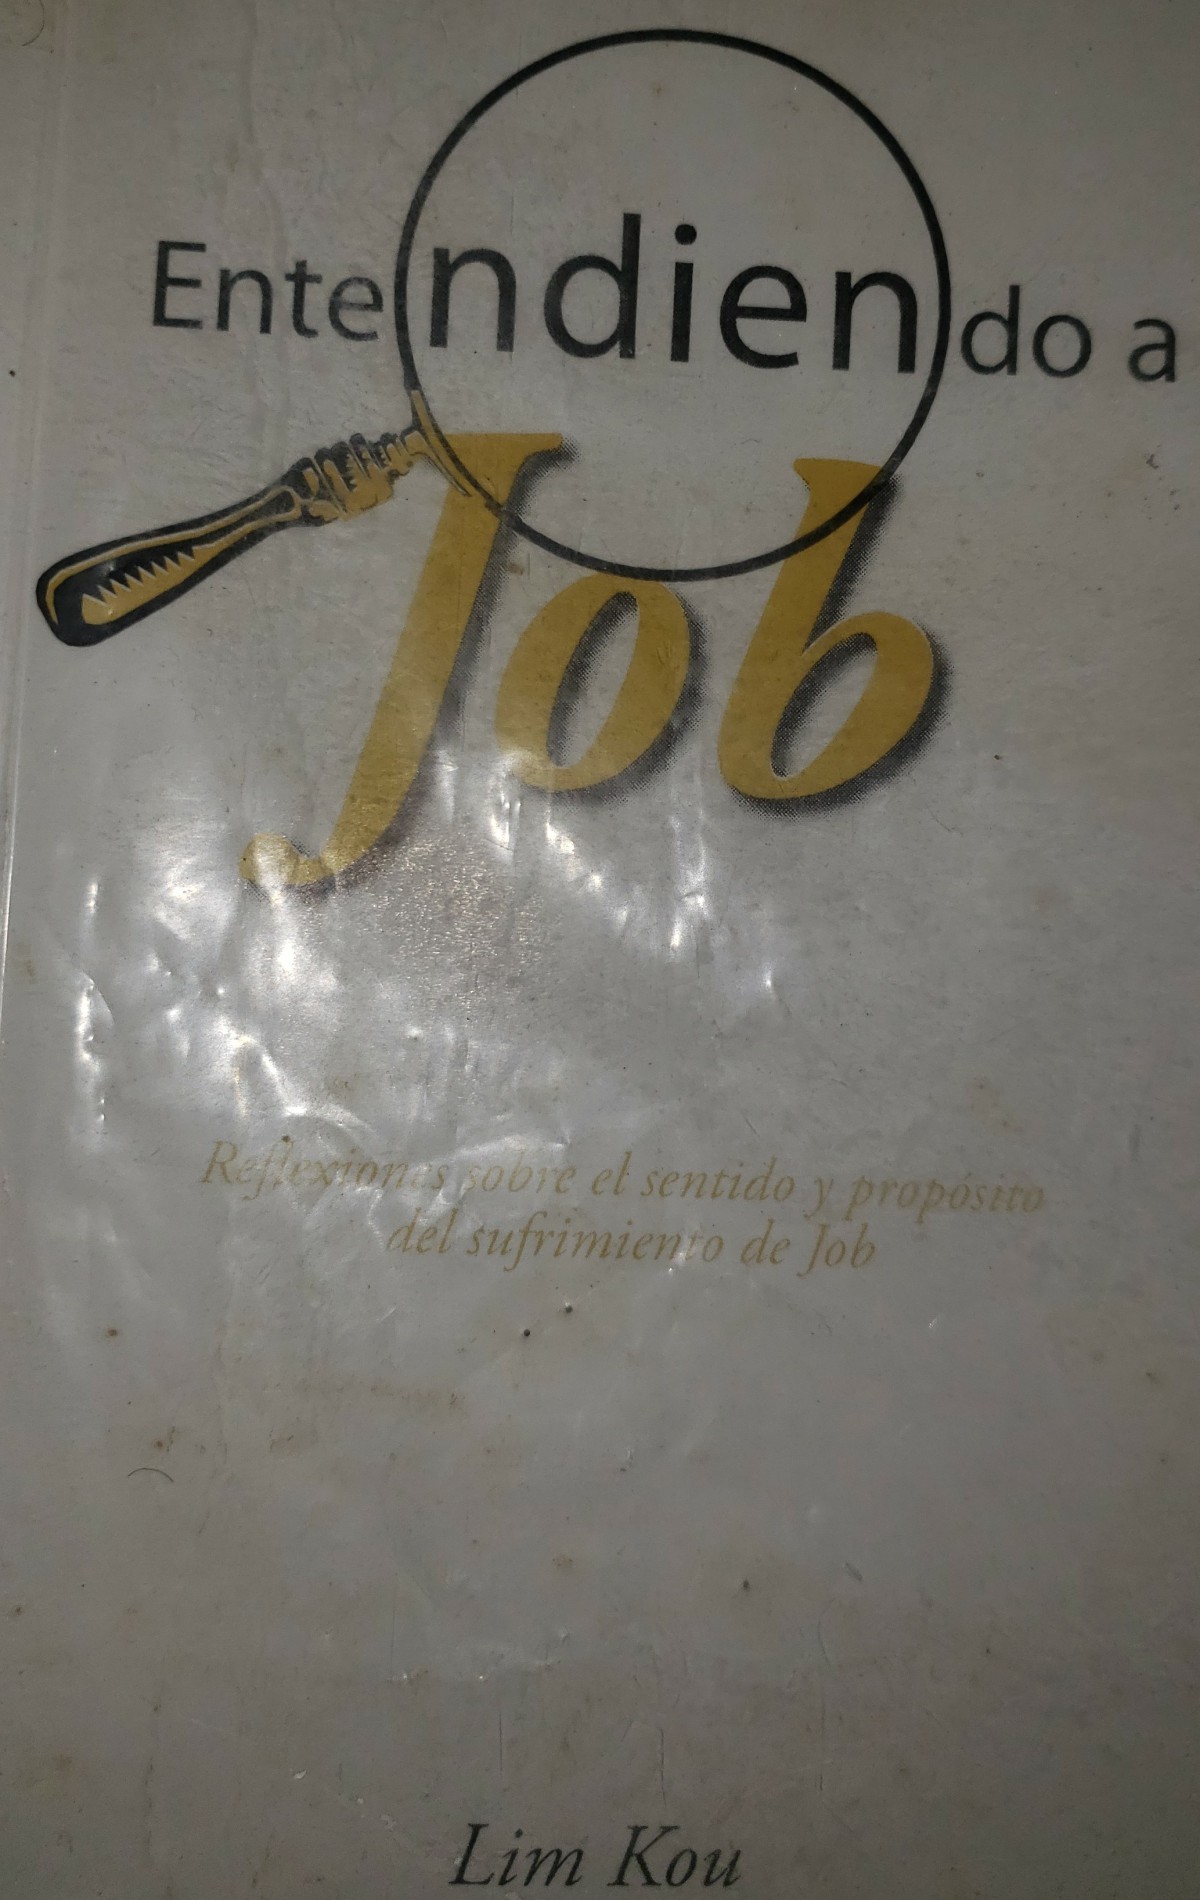 Entendiendo a
Job
Reflexiones sobre el sentido y propósito
del sufrimiento de Job
Lim Kou